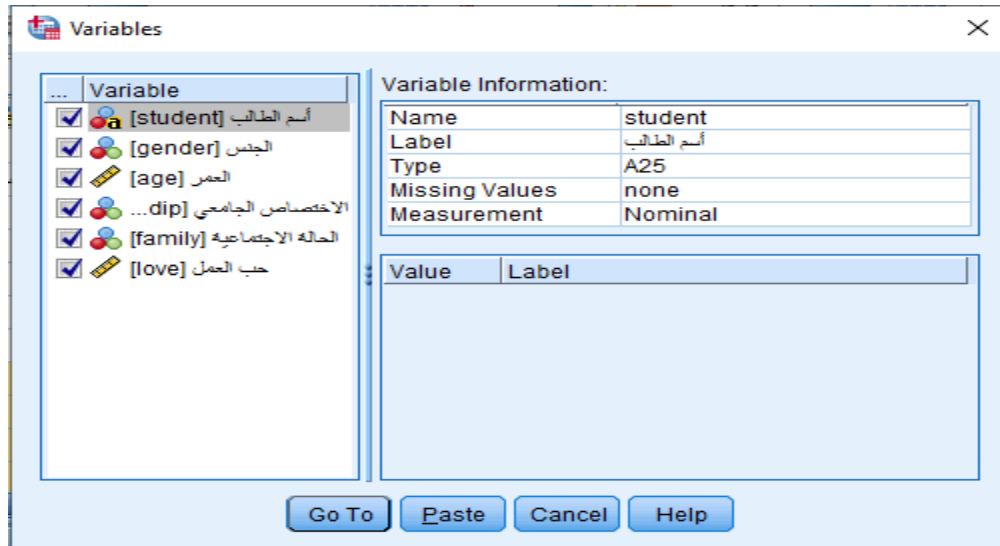 Variables
... Variable
أسم الطالب [student]
الجنس [gender]
العمر [age]
الاختصاص الجامعي [dip...
الحالة الاجتماعية [family]
حب العمل [love]
Variable Information:
Name student
Label أسم الطالب
Type A25
Missing Values none
Measurement Nominal
Value Label
Go To Paste Cancel Help